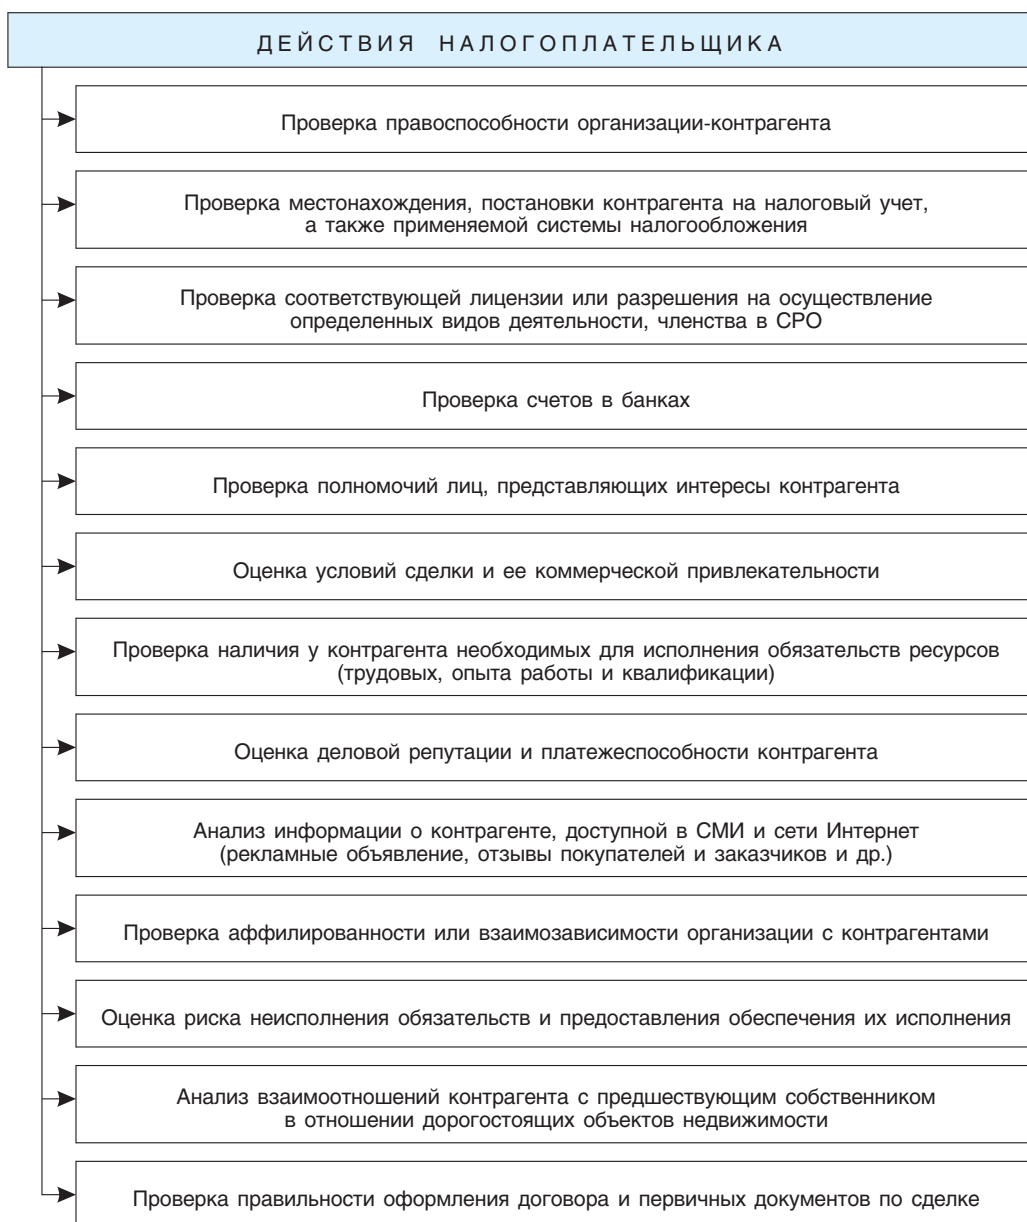 ДЕЙСТВИЯ НАЛОГОПЛАТЕЛЬЩИКА
Проверка правоспособности организации-контрагента
Проверка местонахождения, постановки контрагента на налоговый учет,
а также применяемой системы налогообложения
Проверка соответствующей лицензии или разрешения на осуществление
определенных видов деятельности, членства в СРО
Проверка счетов в банках
Проверка полномочий лиц, представляющих интересы контрагента
Оценка условий сделки и ее коммерческой привлекательности
Проверка наличия у контрагента необходимых для исполнения обязательств ресурсов
(трудовых, опыта работы и квалификации)
Оценка деловой репутации и платежеспособности контрагента
Анализ информации о контрагенте, доступной в СМИ и сети Интернет
(рекламные объявление, отзывы покупателей и заказчиков и др.)
Проверка аффилированности или взаимозависимости организации с контрагентами
Оценка риска неисполнения обязательств и предоставления обеспечения их исполнения
Анализ взаимоотношений контрагента с предшествующим собственником
в отношении дорогостоящих объектов недвижимости
Проверка правильности оформления договора и первичных документов по сделке